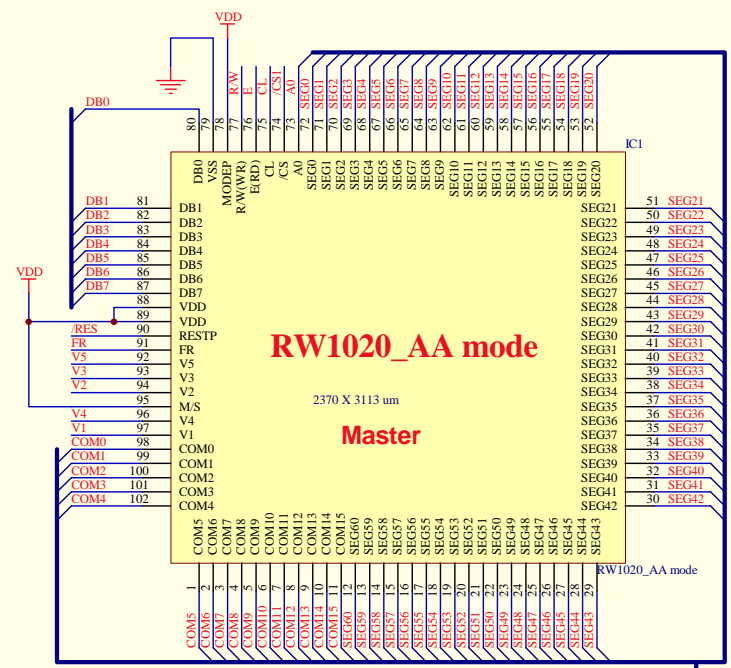 VDD
R/W E CL /CS1 A0 SEG0 SEG1 SEG2 SEG3 SEG4 SEG5 SEG6 SEG7 SEG8 SEG9 SEG10 SEG11 SEG12 SEG13 SEG14 SEG15 SEG16 SEG17 SEG18 SEG19 SEG20
DB0
80 79 78 77 76 75 74 73 72 71 70 69 68 67 66 65 64 63 62 61 60 59 58 57 56 55 54 53 52
IC1
DB0 VSS MODEP R/W(WR) E(RD) CL /CS A0 SEG0 SEG1 SEG2 SEG3 SEG4 SEG5 SEG6 SEG7 SEG8 SEG9 SEG10 SEG11 SEG12 SEG13 SEG14 SEG15 SEG16 SEG17 SEG18 SEG19 SEG20
DB1 81 DB1 SEG21 51 SEG21
DB2 82 DB2 SEG22 50 SEG22
DB3 83 DB3 SEG23 49 SEG23
DB4 84 DB4 SEG24 48 SEG24
DB5 85 DB5 SEG25 47 SEG25
DB6 86 DB6 SEG26 46 SEG26
VDD
DB7 87 DB7 SEG27 45 SEG27
88 VDD SEG28 44 SEG28
89 VDD SEG29 43 SEG29
/RES 90 RESTP SEG30 42 SEG30
FR 91 FR SEG31 41 SEG31
V5 92 V5 SEG32 40 SEG32
V3 93 V3 SEG33 39 SEG33
V2 94 V2 SEG34 38 SEG34
95 M/S SEG35 37 SEG35
V4 96 V4 SEG36 36 SEG36
V1 97 V1 SEG37 35 SEG37
COM0 98 COM0 SEG38 34 SEG38
COM1 99 COM1 SEG39 33 SEG39
COM2 100 COM2 SEG40 32 SEG40
COM3 101 COM3 SEG41 31 SEG41
COM4 102 COM4 SEG42 30 SEG42
RW1020_AA mode
2370 X 3113 um
Master
COM5 COM6 COM7 COM8 COM9 COM10 COM11 COM12 COM13 COM14 COM15 SEG60 SEG59 SEG58 SEG57 SEG56 SEG55 SEG54 SEG53 SEG52 SEG51 SEG50 SEG49 SEG48 SEG47 SEG46 SEG45 SEG44 SEG43
RW1020_AA mode
1 2 3 4 5 6 7 8 9 10 11 12 13 14 15 16 17 18 19 20 21 22 23 24 25 26 27 28 29
COM5 COM6 COM7 COM8 COM9 COM10 COM11 COM12 COM13 COM14 COM15 SEG60 SEG59 SEG58 SEG57 SEG56 SEG55 SEG54 SEG53 SEG52 SEG51 SEG50 SEG49 SEG48 SEG47 SEG46 SEG45 SEG44 SEG43